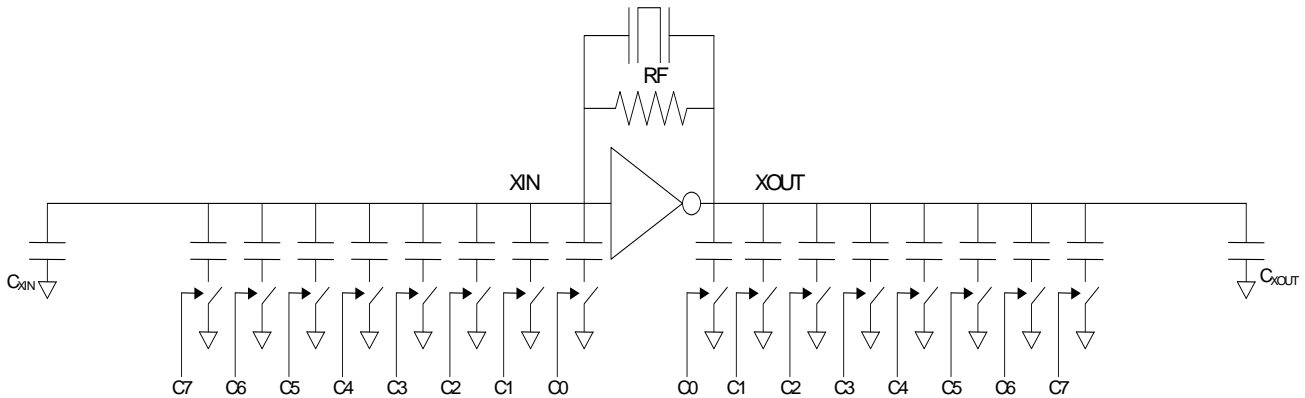 RF
XIN XOUT
CXIN CXOUT
C7 C6 C5 C4 C3 C2 C1 C0 C0 C1 C2 C3 C4 C5 C6 C7